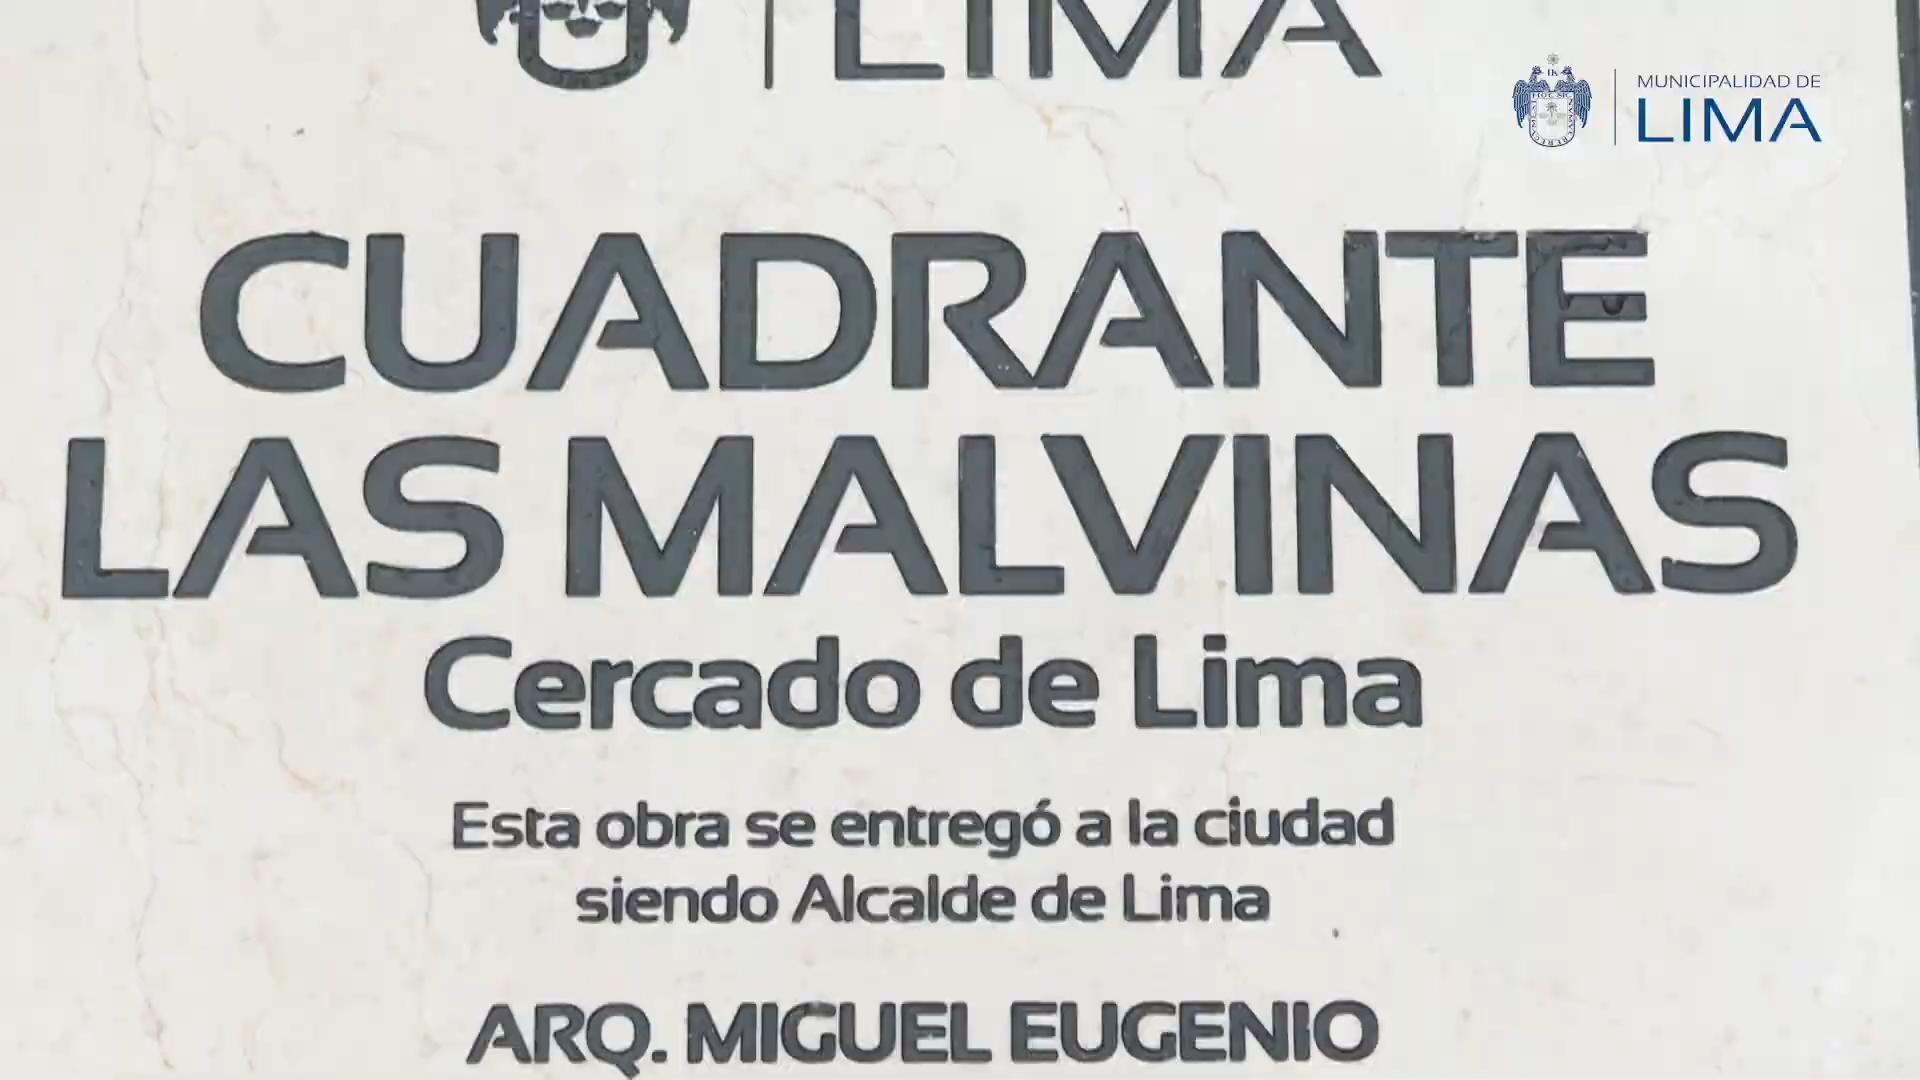 LIMA
MUNICIPALIDAD DE
LIMA
CUADRANTE
LAS MALVINAS
Cercado de Lima
Esta obra se entregó a la ciudad
siendo Alcalde de Lima
ARQ. MIGUEL EUGENIO